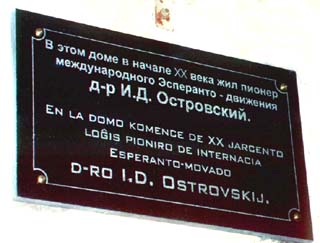 В этом доме в начале XX века жил пионер
международного Эсперанто - движения
д-р И.Д. Островский.
EN LA DOMO KOMENCE DE XX JARCENTO
LOĜIS PIONIRO DE INTERNACIA
ESPERANTO-MOVADO
D-RO I.D. OSTROVSKIJ.